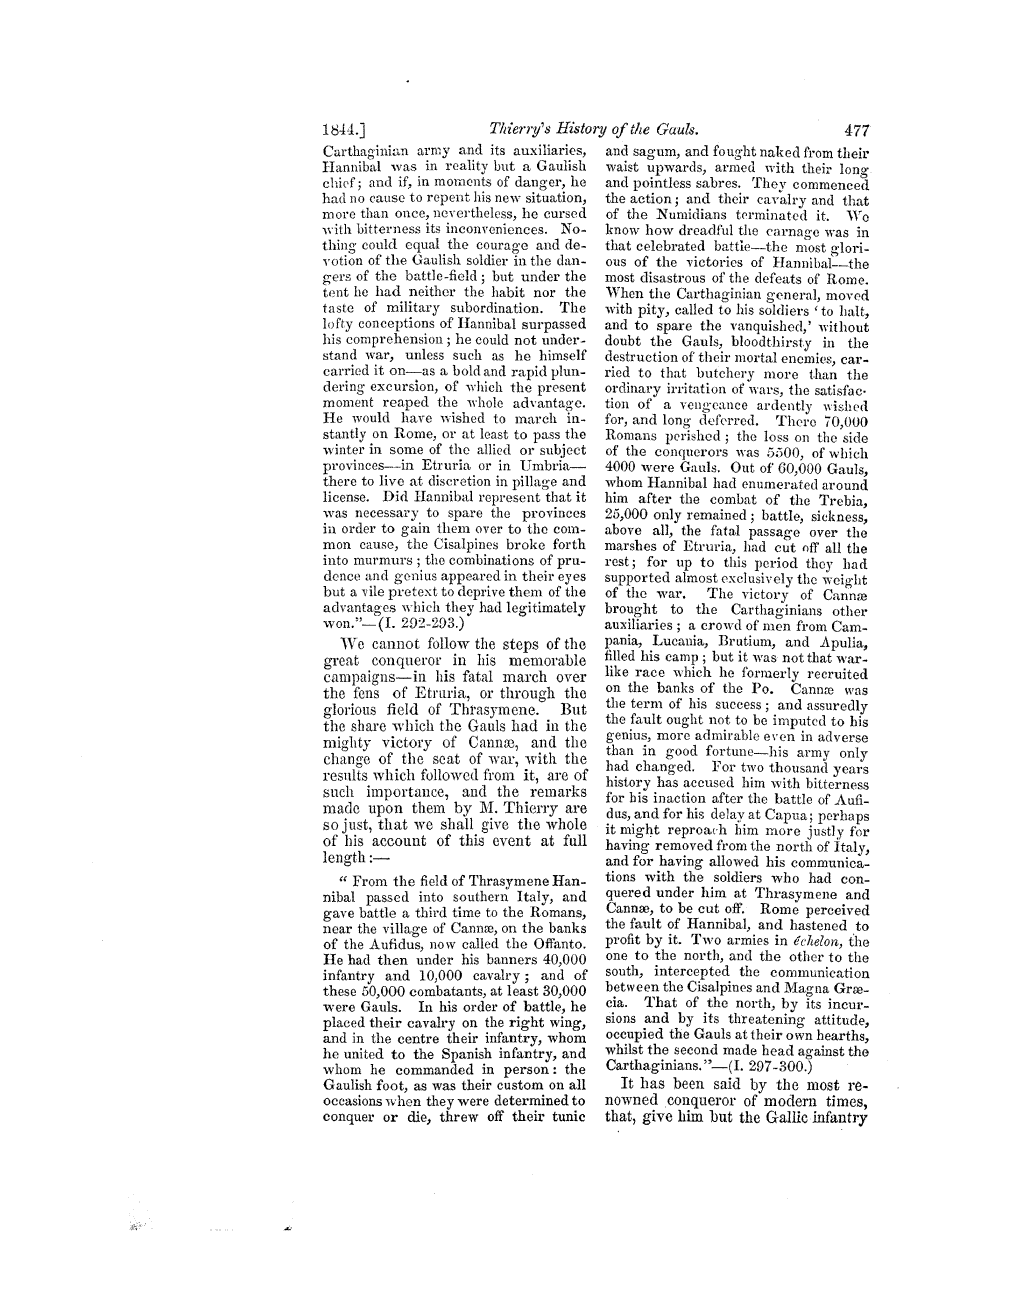 1844.] Thierry's History of the Gauls. 477
Carthaginian army and its auxiliaries,
Hannibal was in reality but a Gaulish
chief; and if, in moments of danger, he
had no cause to repent his new situation,
more than once, nevertheless, he cursed
with bitterness its inconveniences. No-
thing could equal the courage and de-
votion of the Gaulish soldier in the dan-
gers of the battle-field; but under the
tent he had neither the habit nor the
taste of military subordination. The
lofty conceptions of Hannibal surpassed
his comprehension; he could not under-
stand war, unless such as he himself
carried it on—as a bold and rapid plun-
dering excursion, of which the present
moment reaped the whole advantage.
He would have wished to march in-
stantly on Rome, or at least to pass the
winter in some of the allied or subject
provinces—in Etruria or in Umbria—
there to live at discretion in pillage and
license. Did Hannibal represent that it
was necessary to spare the provinces
in order to gain them over to the com-
mon cause, the Cisalpines broke forth
into murmurs; the combinations of pru-
dence and genius appeared in their eyes
but a vile pretext to deprive them of the
advantages which they had legitimately
won."—(I. 292-293.)
We cannot follow the steps of the
great conqueror in his memorable
campaigns—in his fatal march over
the fens of Etruria, or through the
glorious field of Thrasymene. But
the share which the Gauls had in the
mighty victory of Cannæ, and the
change of the seat of war, with the
results which followed from it, are of
such importance, and the remarks
made upon them by M. Thierry are
so just, that we shall give the whole
of his account of this event at full
length:—
" From the field of Thrasymene Han-
nibal passed into southern Italy, and
gave battle a third time to the Romans,
near the village of Cannæ, on the banks
of the Aufidus, now called the Offanto.
He had then under his banners 40,000
infantry and 10,000 cavalry; and of
these 50,000 combatants, at least 30,000
were Gauls. In his order of battle, he
placed their cavalry on the right wing,
and in the centre their infantry, whom
he united to the Spanish infantry, and
whom he commanded in person: the
Gaulish foot, as was their custom on all
occasions when they were determined to
conquer or die, threw off their tunic
and sagum, and fought naked from their
waist upwards, armed with their long
and pointless sabres. They commenced
the action; and their cavalry and that
of the Numidians terminated it. We
know how dreadful the carnage was in
that celebrated battle—the most glori-
ous of the victories of Hannibal—the
most disastrous of the defeats of Rome.
When the Carthaginian general, moved
with pity, called to his soldiers ‘to halt,
and to spare the vanquished,’ without
doubt the Gauls, bloodthirsty in the
destruction of their mortal enemies, car-
ried to that butchery more than the
ordinary irritation of wars, the satisfac-
tion of a vengeance ardently wished
for, and long deferred. There 70,000
Romans perished; the loss on the side
of the conquerors was 5500, of which
4000 were Gauls. Out of 60,000 Gauls,
whom Hannibal had enumerated around
him after the combat of the Trebia,
25,000 only remained; battle, sickness,
above all, the fatal passage over the
marshes of Etruria, had cut off all the
rest; for up to this period they had
supported almost exclusively the weight
of the war. The victory of Cannæ
brought to the Carthaginians other
auxiliaries; a crowd of men from Cam-
pania, Lucania, Brutium, and Apulia,
filled his camp; but it was not that war-
like race which he formerly recruited
on the banks of the Po. Cannæ was
the term of his success; and assuredly
the fault ought not to be imputed to his
genius, more admirable even in adverse
than in good fortune—his army only
had changed. For two thousand years
history has accused him with bitterness
for his inaction after the battle of Aufi-
dus, and for his delay at Capua; perhaps
it might reproach him more justly for
having removed from the north of Italy,
and for having allowed his communica-
tions with the soldiers who had con-
quered under him at Thrasymene and
Cannæ, to be cut off. Rome perceived
the fault of Hannibal, and hastened to
profit by it. Two armies in échelon, the
one to the north, and the other to the
south, intercepted the communication
between the Cisalpines and Magna Græ-
cia. That of the north, by its incur-
sions and by its threatening attitude,
occupied the Gauls at their own hearths,
whilst the second made head against the
Carthaginians."—(I. 297-300.)
It has been said by the most re-
nowned conqueror of modern times,
that, give him but the Gallic infantry